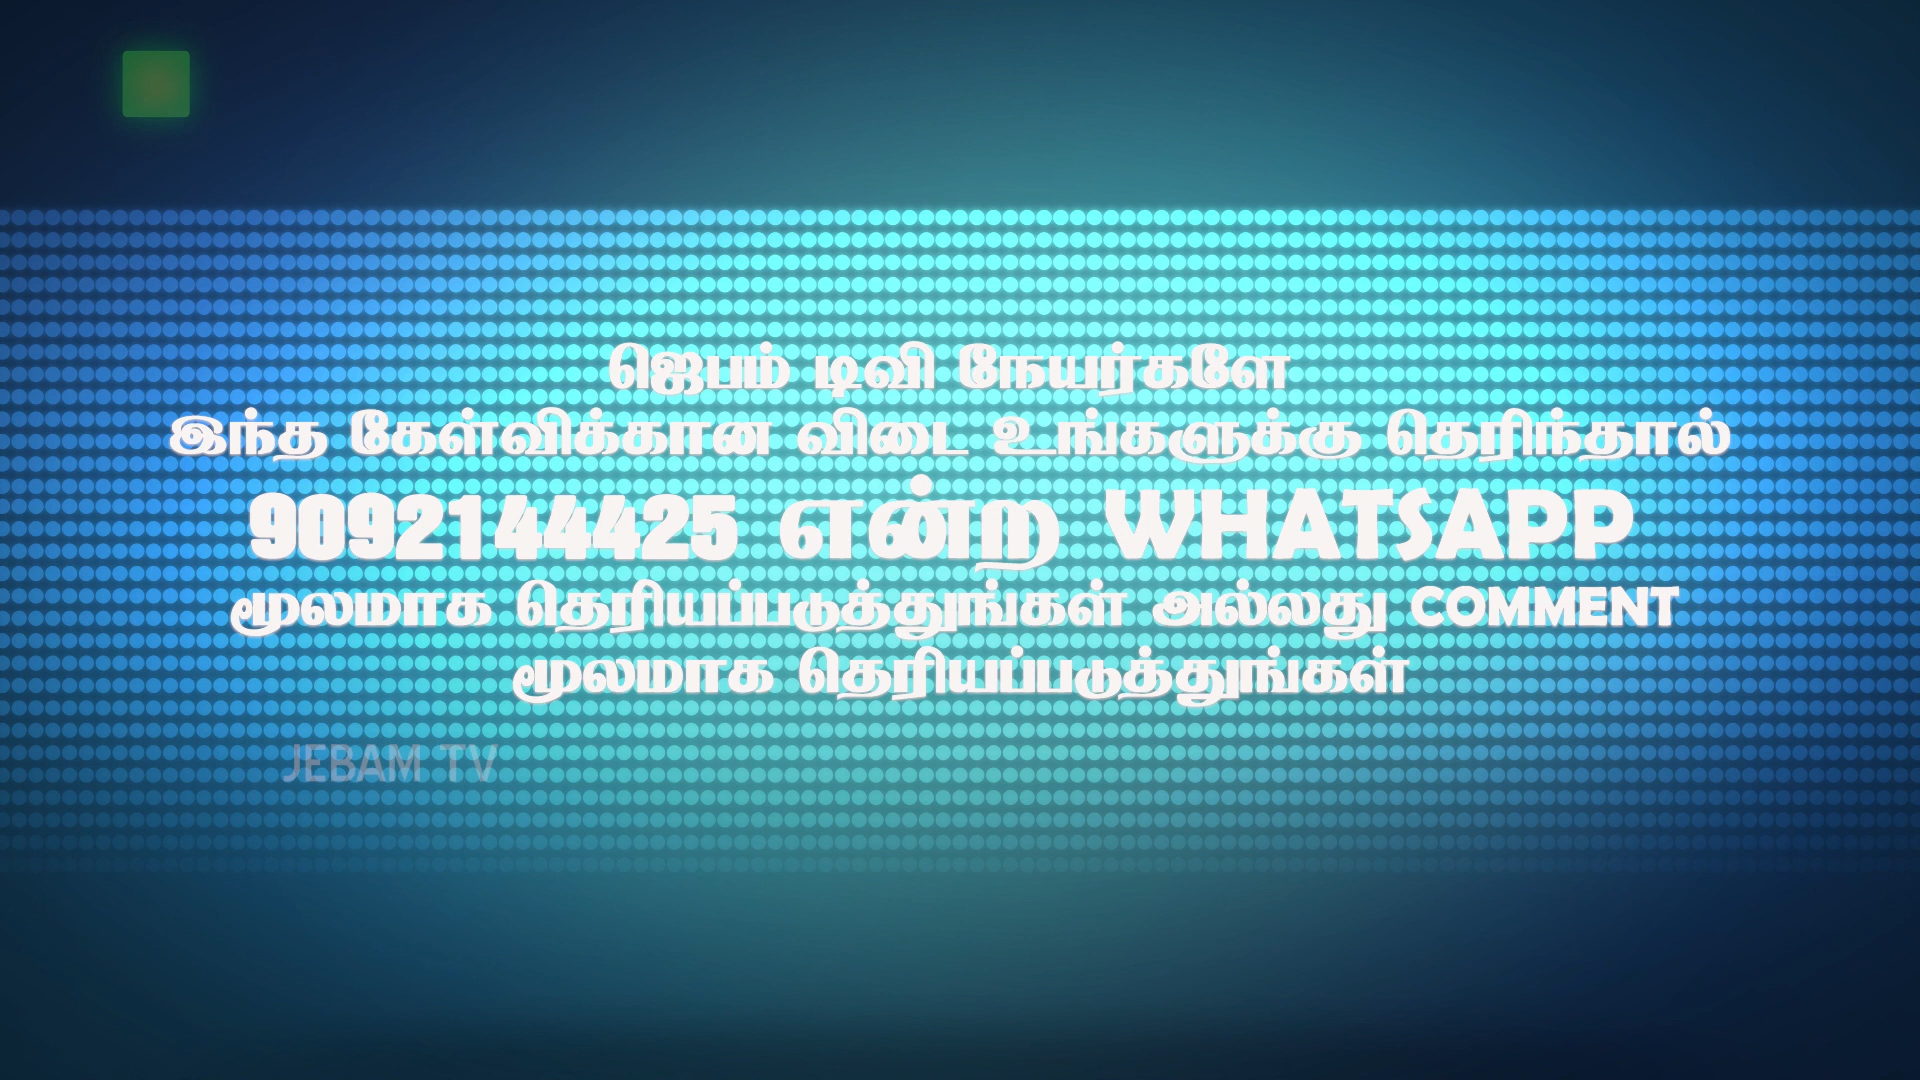 ஜெபம் டிவி நேயர்களே
இந்த கேள்விக்கான விடை உங்களுக்கு தெரிந்தால்
9092144425 என்ற WHATSAPP
மூலமாக தெரியப்படுத்துங்கள் அல்லது COMMENT
மூலமாக தெரியப்படுத்துங்கள்
JEBAM TV